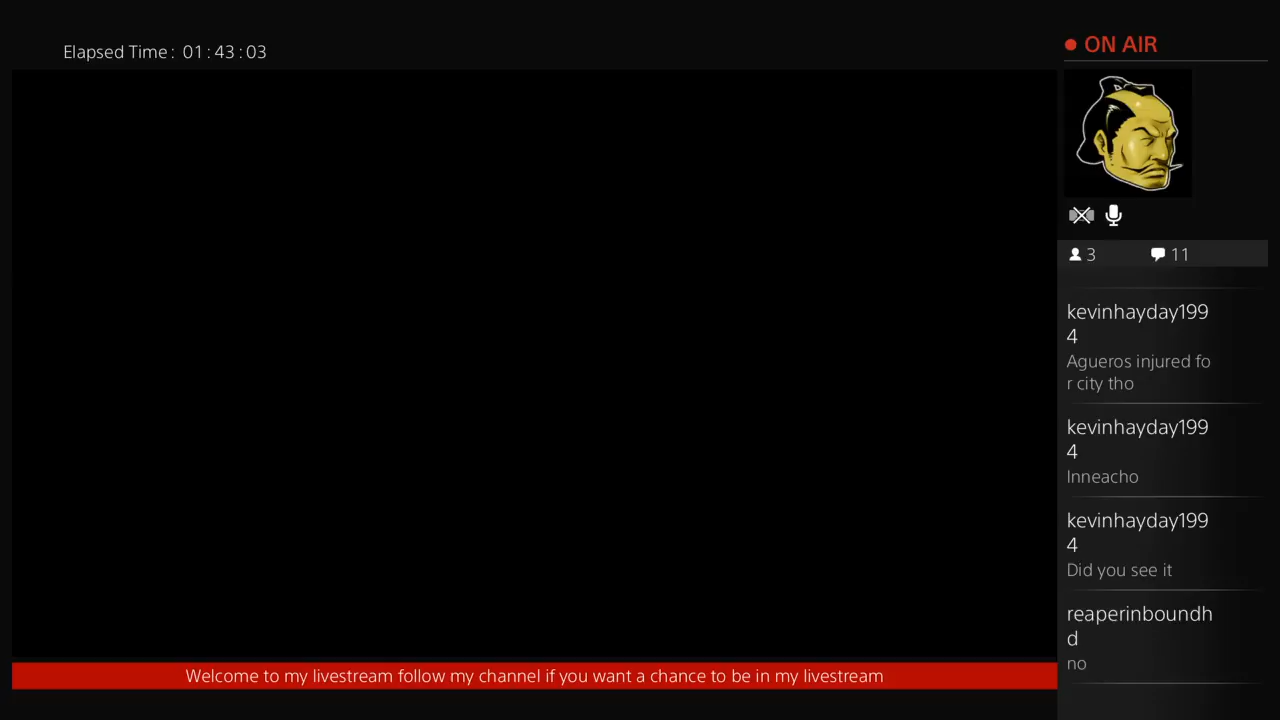 Elapsed Time: 01:43:03
ON AIR
3 11
kevinhayday199
4
Agueros injured fo
r city tho
kevinhayday199
4
Inneacho
kevinhayday199
4
Did you see it
reaperinboundh
d
no
Welcome to my livestream follow my channel if you want a chance to be in my livestream